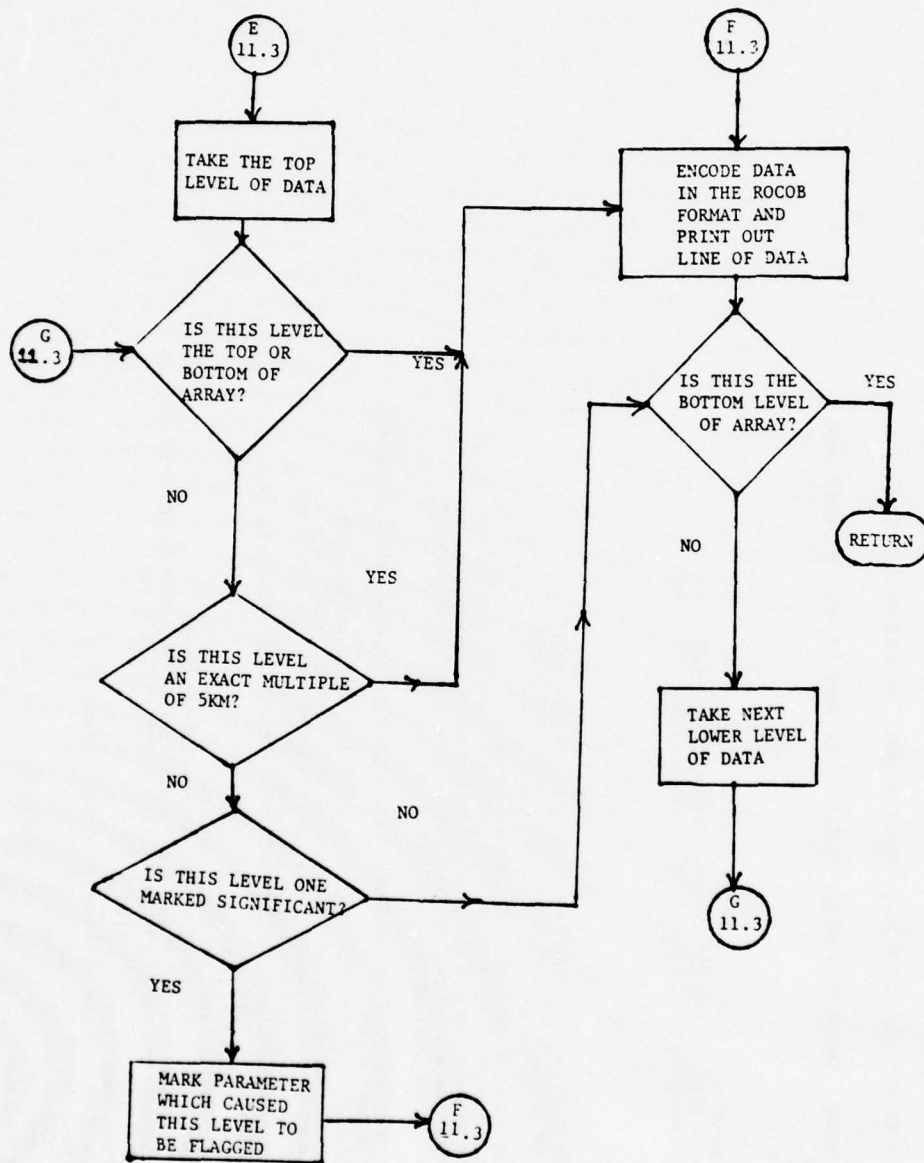 E
11.3
TAKE THE TOP
LEVEL OF DATA
G
11.3
IS THIS LEVEL
THE TOP OR
BOTTOM OF
ARRAY?
YES
NO
YES
IS THIS LEVEL
AN EXACT MULTIPLE
OF 5KM?
NO
NO
IS THIS LEVEL ONE
MARKED SIGNIFICANT?
YES
MARK PARAMETER
WHICH CAUSED
THIS LEVEL TO
BE FLAGGED
F
11.3
F
11.3
ENCODE DATA
IN THE ROCOB
FORMAT AND
PRINT OUT
LINE OF DATA
IS THIS THE
BOTTOM LEVEL
OF ARRAY?
YES
RETURN
NO
TAKE NEXT
LOWER LEVEL
OF DATA
G
11.3